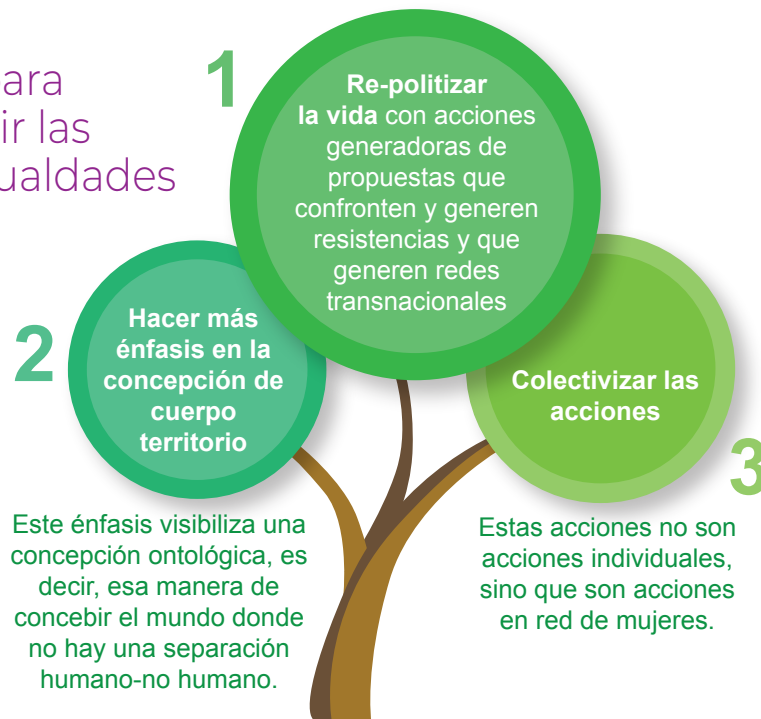 para
ir las
ualdades
1
Re-politizar
la vida con acciones
generadoras de
propuestas que
confronten y generen
resistencias y que
generen redes
transnacionales
2
Hacer más
énfasis en la
concepción de
cuerpo
territorio
Este énfasis visibiliza una
concepción ontológica, es
decir, esa manera de
concebir el mundo donde
no hay una separación
humano-no humano.
Colectivizar las
acciones
3
Estas acciones no son
acciones individuales,
sino que son acciones
en red de mujeres.